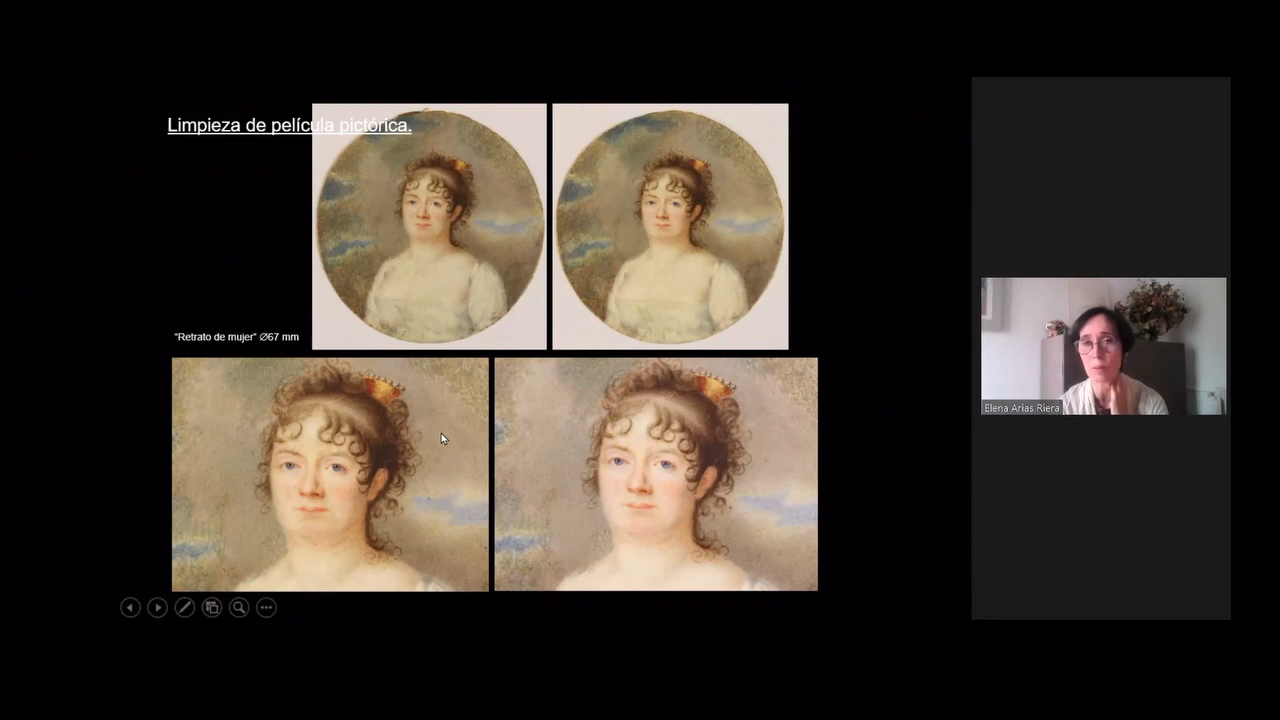 Limpieza de película pictórica.
"Retrato de mujer" Ø67 mm
Elena Arias Riera